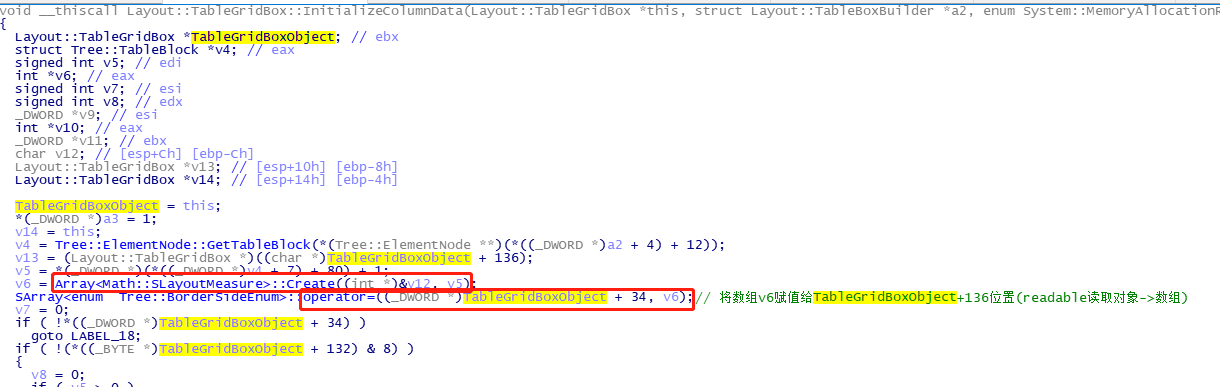 void __thiscall Layout::TableGridBox::InitializeColumnData(Layout::TableGridBox *this, struct Layout::TableBoxBuilder *a2, enum System::MemoryAllocationR
{
  Layout::TableGridBox *TableGridBoxObject; // ebx
  struct Tree::TableBlock *v4; // eax
  signed int v5; // edi
  int *v6; // eax
  signed int v7; // esi
  signed int v8; // edx
  _DWORD *v9; // esi
  int *v10; // eax
  _DWORD *v11; // ebx
  char v12; // [esp+Ch] [ebp-Ch]
  Layout::TableGridBox *v13; // [esp+10h] [ebp-8h]
  Layout::TableGridBox *v14; // [esp+14h] [ebp-4h]
  TableGridBoxObject = this;
  *(_DWORD *)a3 = 1;
  v14 = this;
  v4 = Tree::ElementNode::GetTableBlock(*(Tree::ElementNode **)(*((_DWORD *)a2 + 4) + 12));
  v13 = (Layout::TableGridBox *)((char *)TableGridBoxObject + 136);
  v5 = *(_DWORD *)(*((_DWORD *)v4 + 7) + 80) + 1;
  v6 = Array<Math::SLayoutMeasure>::Create((int *)&v12, v5);
  SArray<enum  Tree::BorderSideEnum>::operator=((_DWORD *)TableGridBoxObject + 34, v6);// 将数组v6赋值给TableGridBoxObject+136位置(readable读取对象->数组)
  v7 = 0;
  if ( !*((_DWORD *)TableGridBoxObject + 34) )
    goto LABEL_18;
  if ( !(*((_BYTE *)TableGridBoxObject + 132) & 8) )
  {
    v8 = 0;
    if ( v5 > 0 )